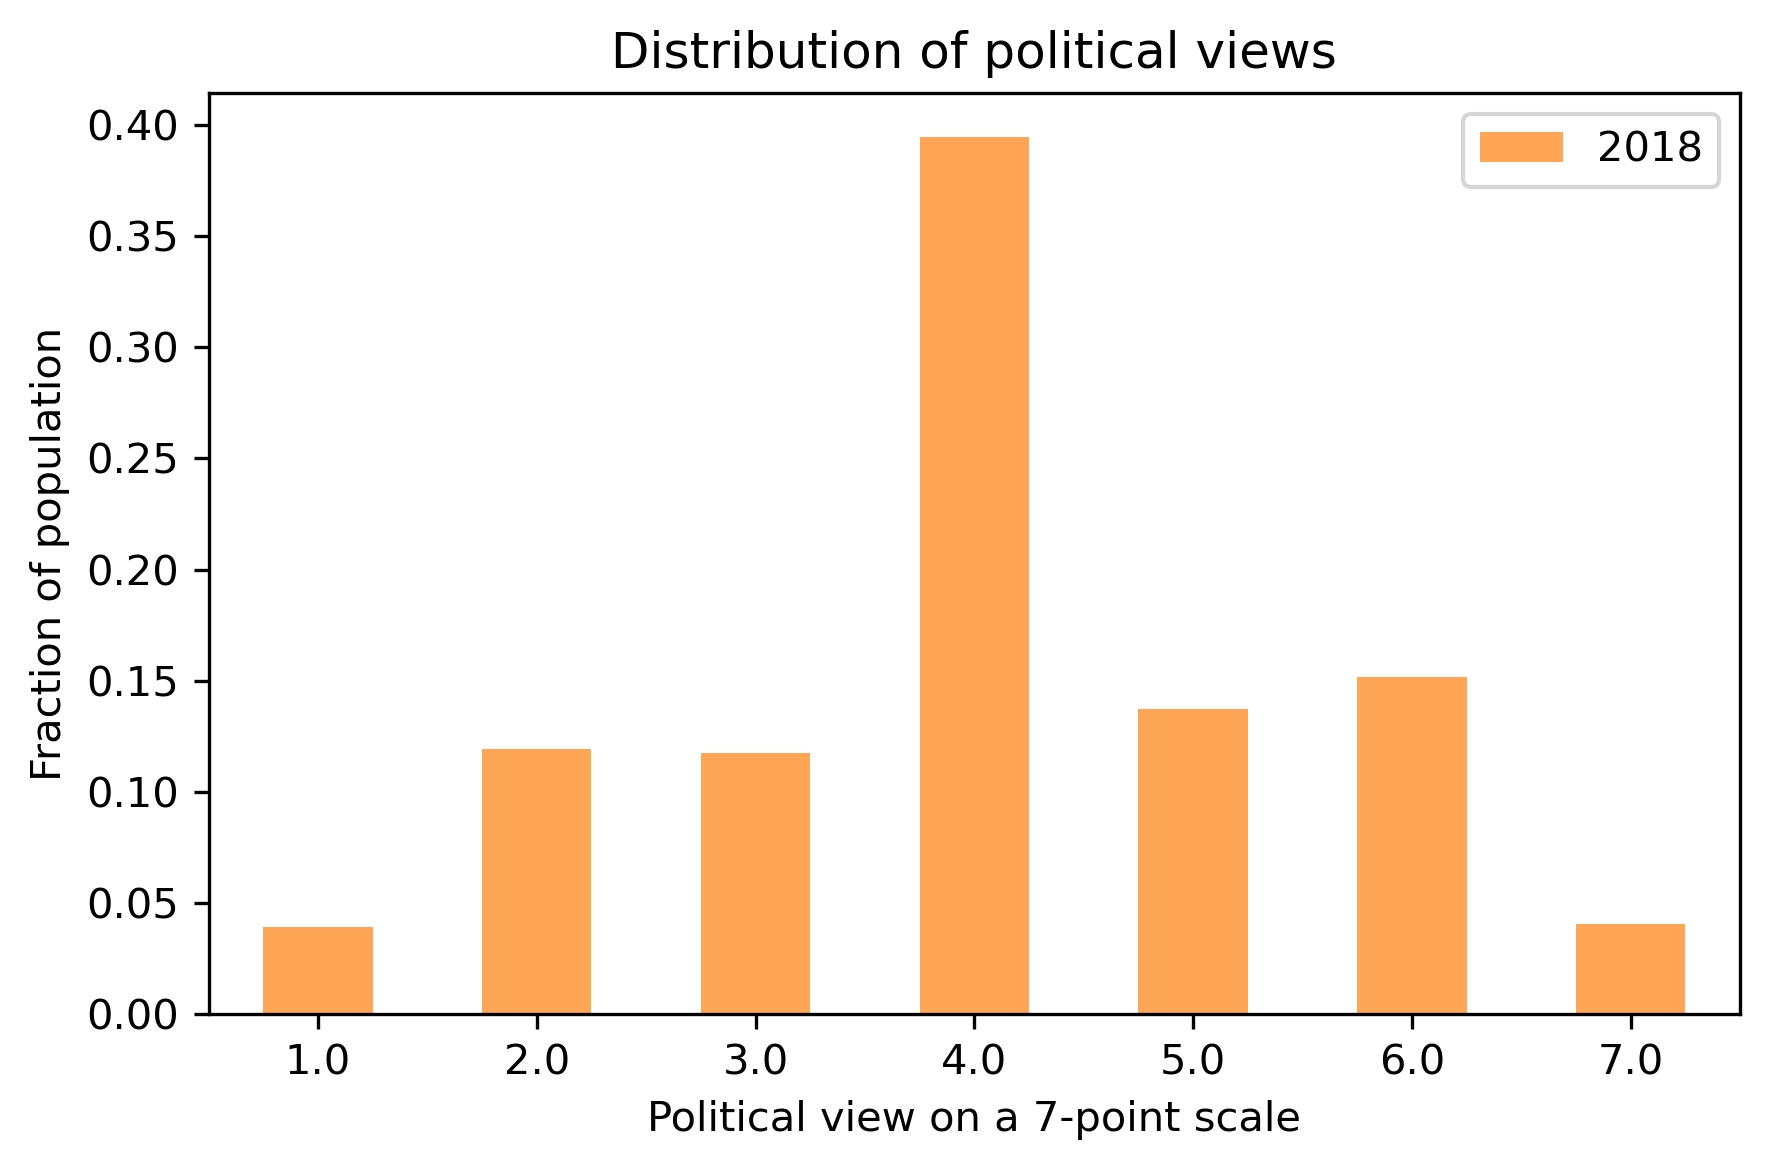 Distribution of political views
2018
Fraction of population
0.40
0.35
0.30
0.25
0.20
0.15
0.10
0.05
0.00
1.0 2.0 3.0 4.0 5.0 6.0 7.0
Political view on a 7-point scale